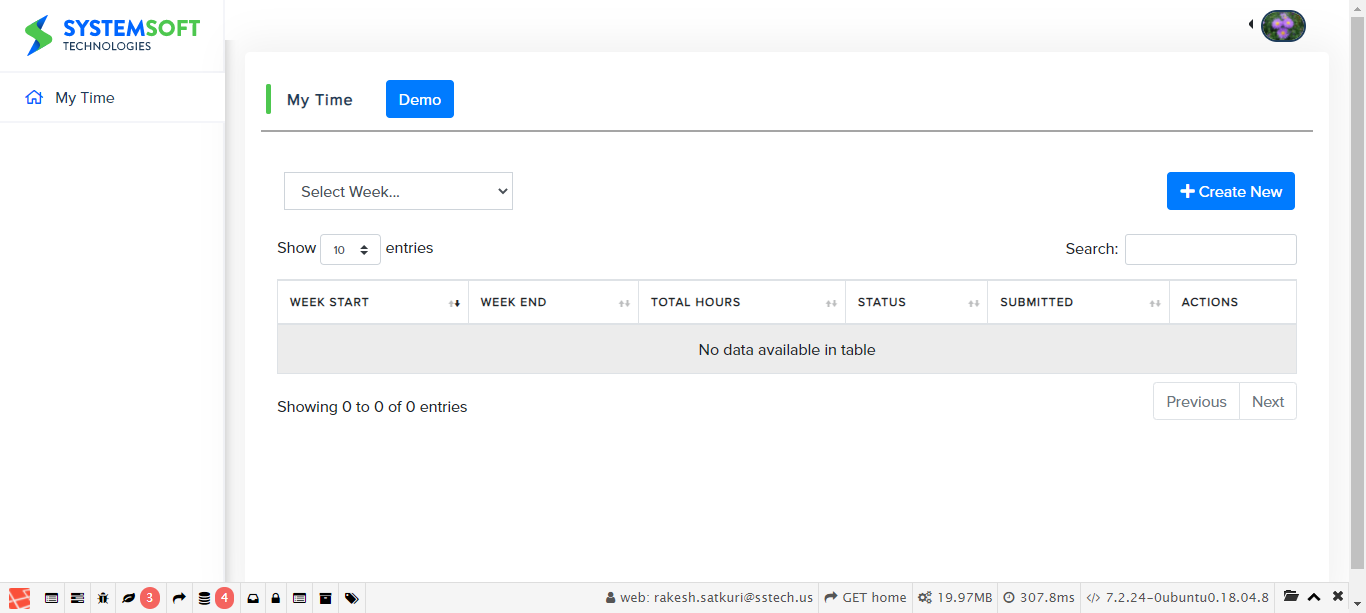 SYSTEMSOFT
TECHNOLOGIES
My Time
My Time
Demo
Select Week...
Create New
Show 10 entries
Search:
WEEK START WEEK END TOTAL HOURS STATUS SUBMITTED ACTIONS
No data available in table
Showing 0 to 0 of 0 entries
Previous Next
3 4 web: rakesh.satkuri@sstech.us GET home 19.97MB 307.8ms </> 7.2.24-0ubuntu0.18.04.8